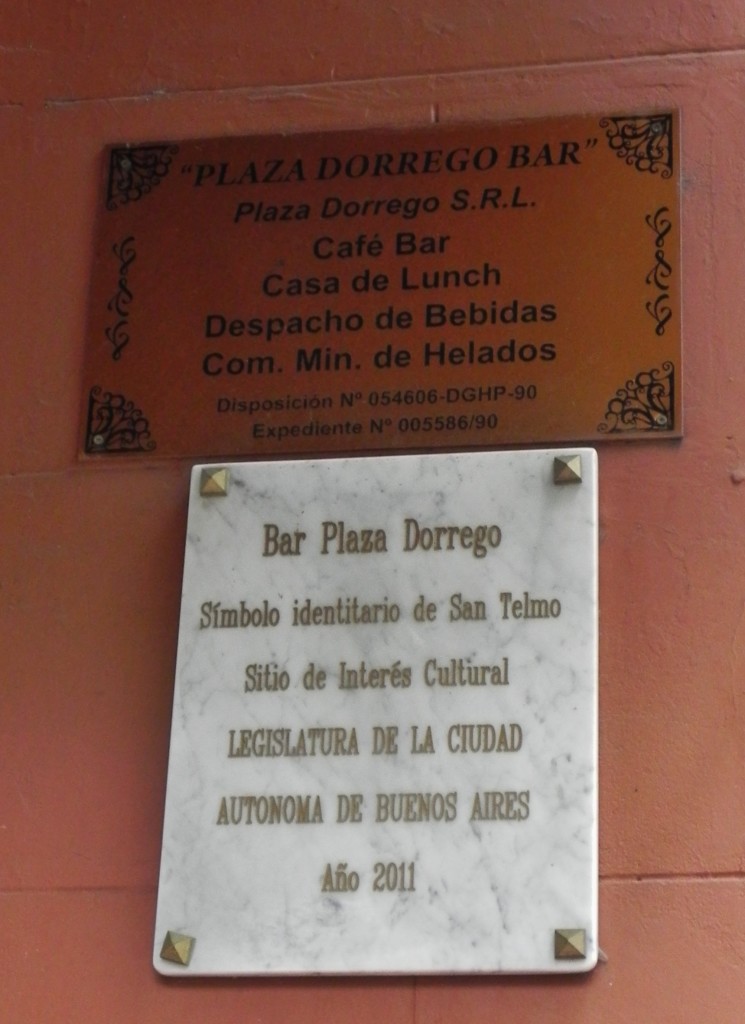 "PLAZA DORREGO BAR"
Plaza Dorrego S.R.L.
Café Bar
Casa de Lunch
Despacho de Bebidas
Com. Min. de Helados
Disposición Nº 054606-DGHP-90
Expediente Nº 005586/90
Bar Plaza Dorrego
Símbolo identitario de San Telmo
Sitio de Interés Cultural
LEGISLATURA DE LA CIUDAD
AUTONOMA DE BUENOS AIRES
Año 2011